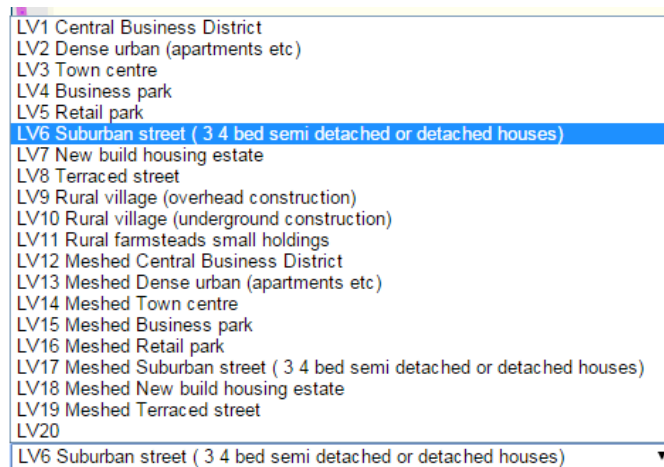 LV1 Central Business District
LV2 Dense urban (apartments etc)
LV3 Town centre
LV4 Business park
LV5 Retail park
LV6 Suburban street ( 3 4 bed semi detached or detached houses)
LV7 New build housing estate
LV8 Terraced street
LV9 Rural village (overhead construction)
LV10 Rural village (underground construction)
LV11 Rural farmsteads small holdings
LV12 Meshed Central Business District
LV13 Meshed Dense urban (apartments etc)
LV14 Meshed Town centre
LV15 Meshed Business park
LV16 Meshed Retail park
LV17 Meshed Suburban street ( 3 4 bed semi detached or detached houses)
LV18 Meshed New build housing estate
LV19 Meshed Terraced street
LV20
LV6 Suburban street ( 3 4 bed semi detached or detached houses)